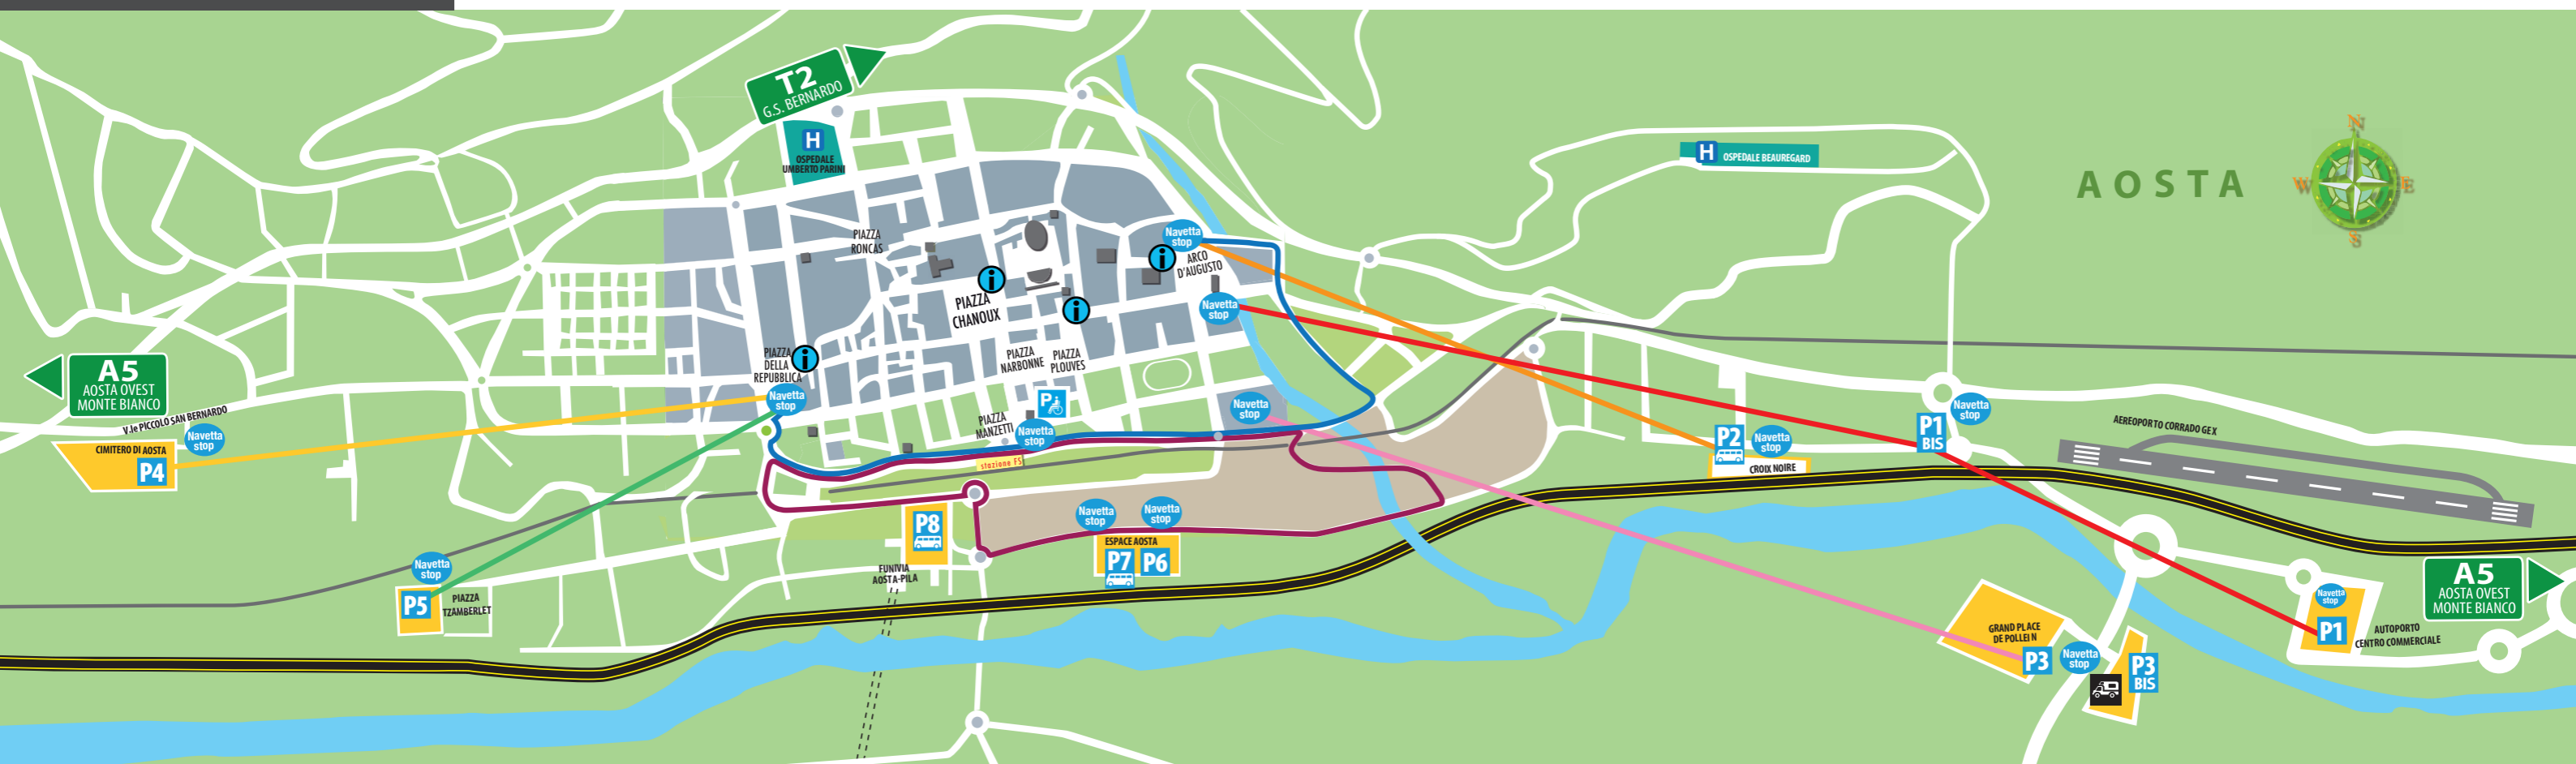 T2
G.S. BERNARDO
H
OSPEDALE
UMBERTO PARINI
H OSPEDALE BEAUREGARD
AOSTA
N
W E
S
PIAZZA
RONCAS
Navetta
stop
i
ARCO
D'AUGUSTO
i
PIAZZA
CHANOUX
i
Navetta
stop
PIAZZA
DELLA
REPUBBLICA
i
PIAZZA
NARBONNE
PIAZZA
PLOUVES
Navetta
stop
P
PIAZZA
MANZETTI
Navetta
stop
Navetta
stop
stazione FS
A5
AOSTA OVEST
MONTE BIANCO
V.le PICCOLO SAN BERNARDO
Navetta
stop
CIMITERO DI AOSTA
P4
Navetta
stop
P5
PIAZZA
TZAMBERLET
P8
FUNIVIA
AOSTA-PILA
Navetta
stop
Navetta
stop
ESPACE AOSTA
P7 P6
P2
Navetta
stop
CROIX NOIRE
P1
BIS
Navetta
stop
AEREOPORTO CORRADO GEX
A5
AOSTA OVEST
MONTE BIANCO
Navetta
stop
P1
AUTOPORTO
CENTRO COMMERCIALE
GRAND PLACE
DE POLLEIN
P3
Navetta
stop
P3
BIS